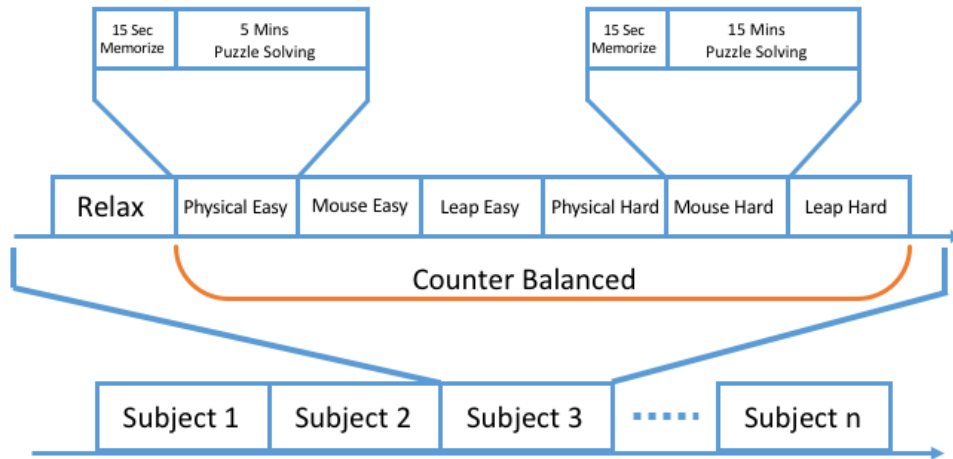 15 Sec
Memorize
5 Mins
Puzzle Solving
15 Sec
Memorize
15 Mins
Puzzle Solving
Relax
Physical Easy
Mouse Easy
Leap Easy
Physical Hard
Mouse Hard
Leap Hard
Counter Balanced
Subject 1
Subject 2
Subject 3
Subject n